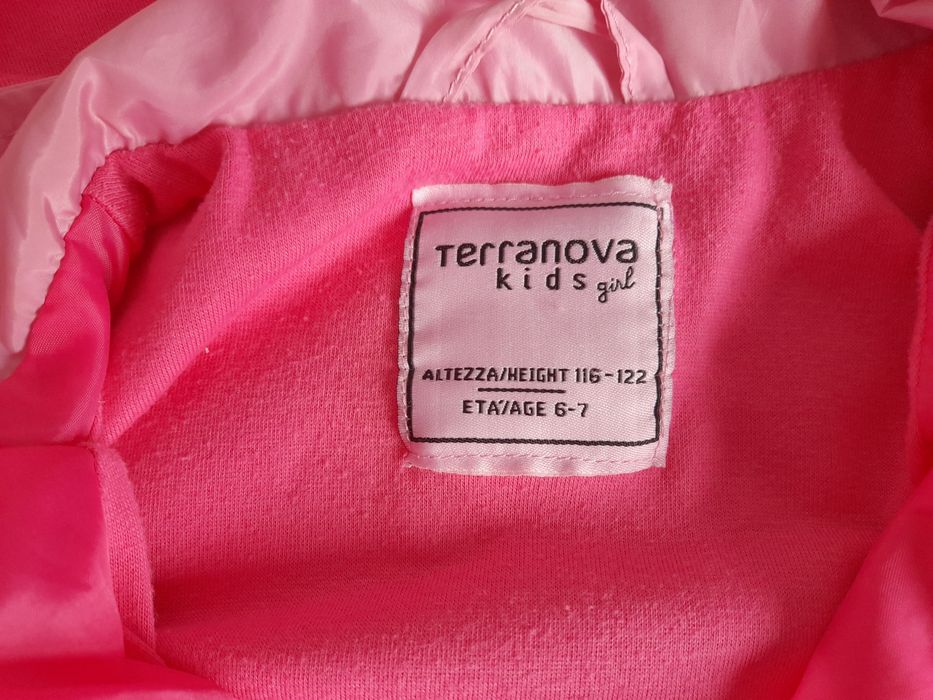 Terranova
kids girl
ALTEZZA/HEIGHT 116-122
ETA'/AGE 6-7